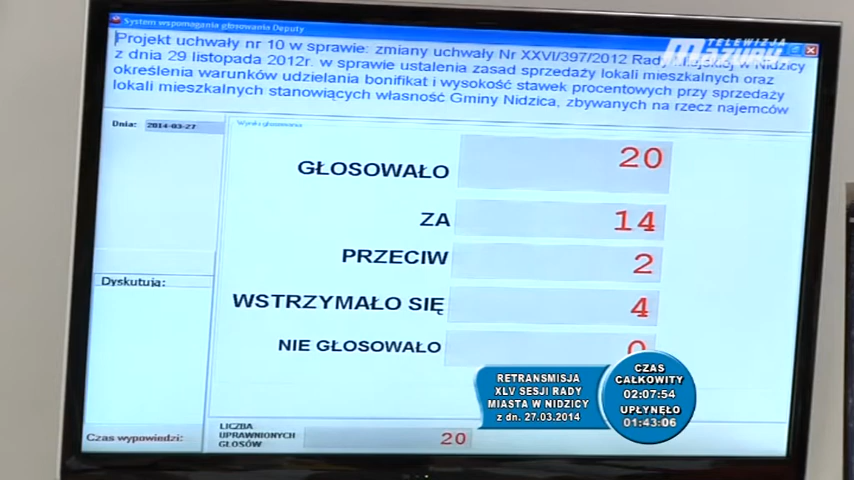 System wspomagania głosowania Deputy
TELEWIZJA
Mazury
Projekt uchwały nr 10 w sprawie: zmiany uchwały Nr XXVI/397/2012 Rady Miejskiej w Nidzicy
z dnia 29 listopada 2012r. w sprawie ustalenia zasad sprzedaży lokali mieszkalnych oraz
określenia warunków udzielania bonifikat i wysokość stawek procentowych przy sprzedaży
lokali mieszkalnych stanowiących własność Gminy Nidzica, zbywanych na rzecz najemców
Dnia: 2014-03-27
Wyniki głosowania
GŁOSOWAŁO 20
ZA 14
PRZECIW 2
Dyskutują:
WSTRZYMAŁO SIĘ 4
NIE GŁOSOWAŁO 0
RETRANSMISJA
XLV SESJI RADY
MIASTA W NIDZICY
z dn. 27.03.2014
CZAS
CAŁKOWITY
02:07:54
UPŁYNĘŁO
01:43:06
Czas wypowiedzi:
LICZBA
UPRAWNIONYCH
GŁOSÓW
20